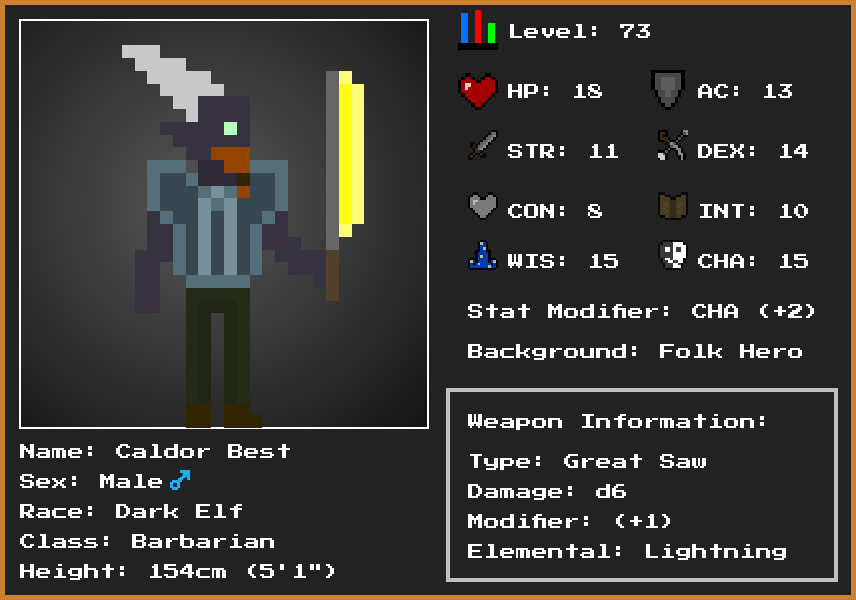 Level: 73
HP: 18
AC: 13
STR: 11
DEX: 14
CON: 8
INT: 10
WIS: 15
CHA: 15
Stat Modifier: CHA (+2)
Background: Folk Hero
Name: Caldor Best
Sex: Male ♂
Race: Dark Elf
Class: Barbarian
Height: 154cm (5'1")
Weapon Information:
Type: Great Saw
Damage: d6
Modifier: (+1)
Elemental: Lightning